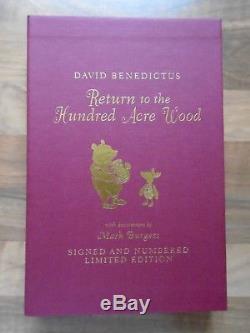 DAVID BENEDICTUS
Return to the
Hundred Acre Wood
with decorations by
Mark Burgess
SIGNED AND NUMBERED
LIMITED EDITION